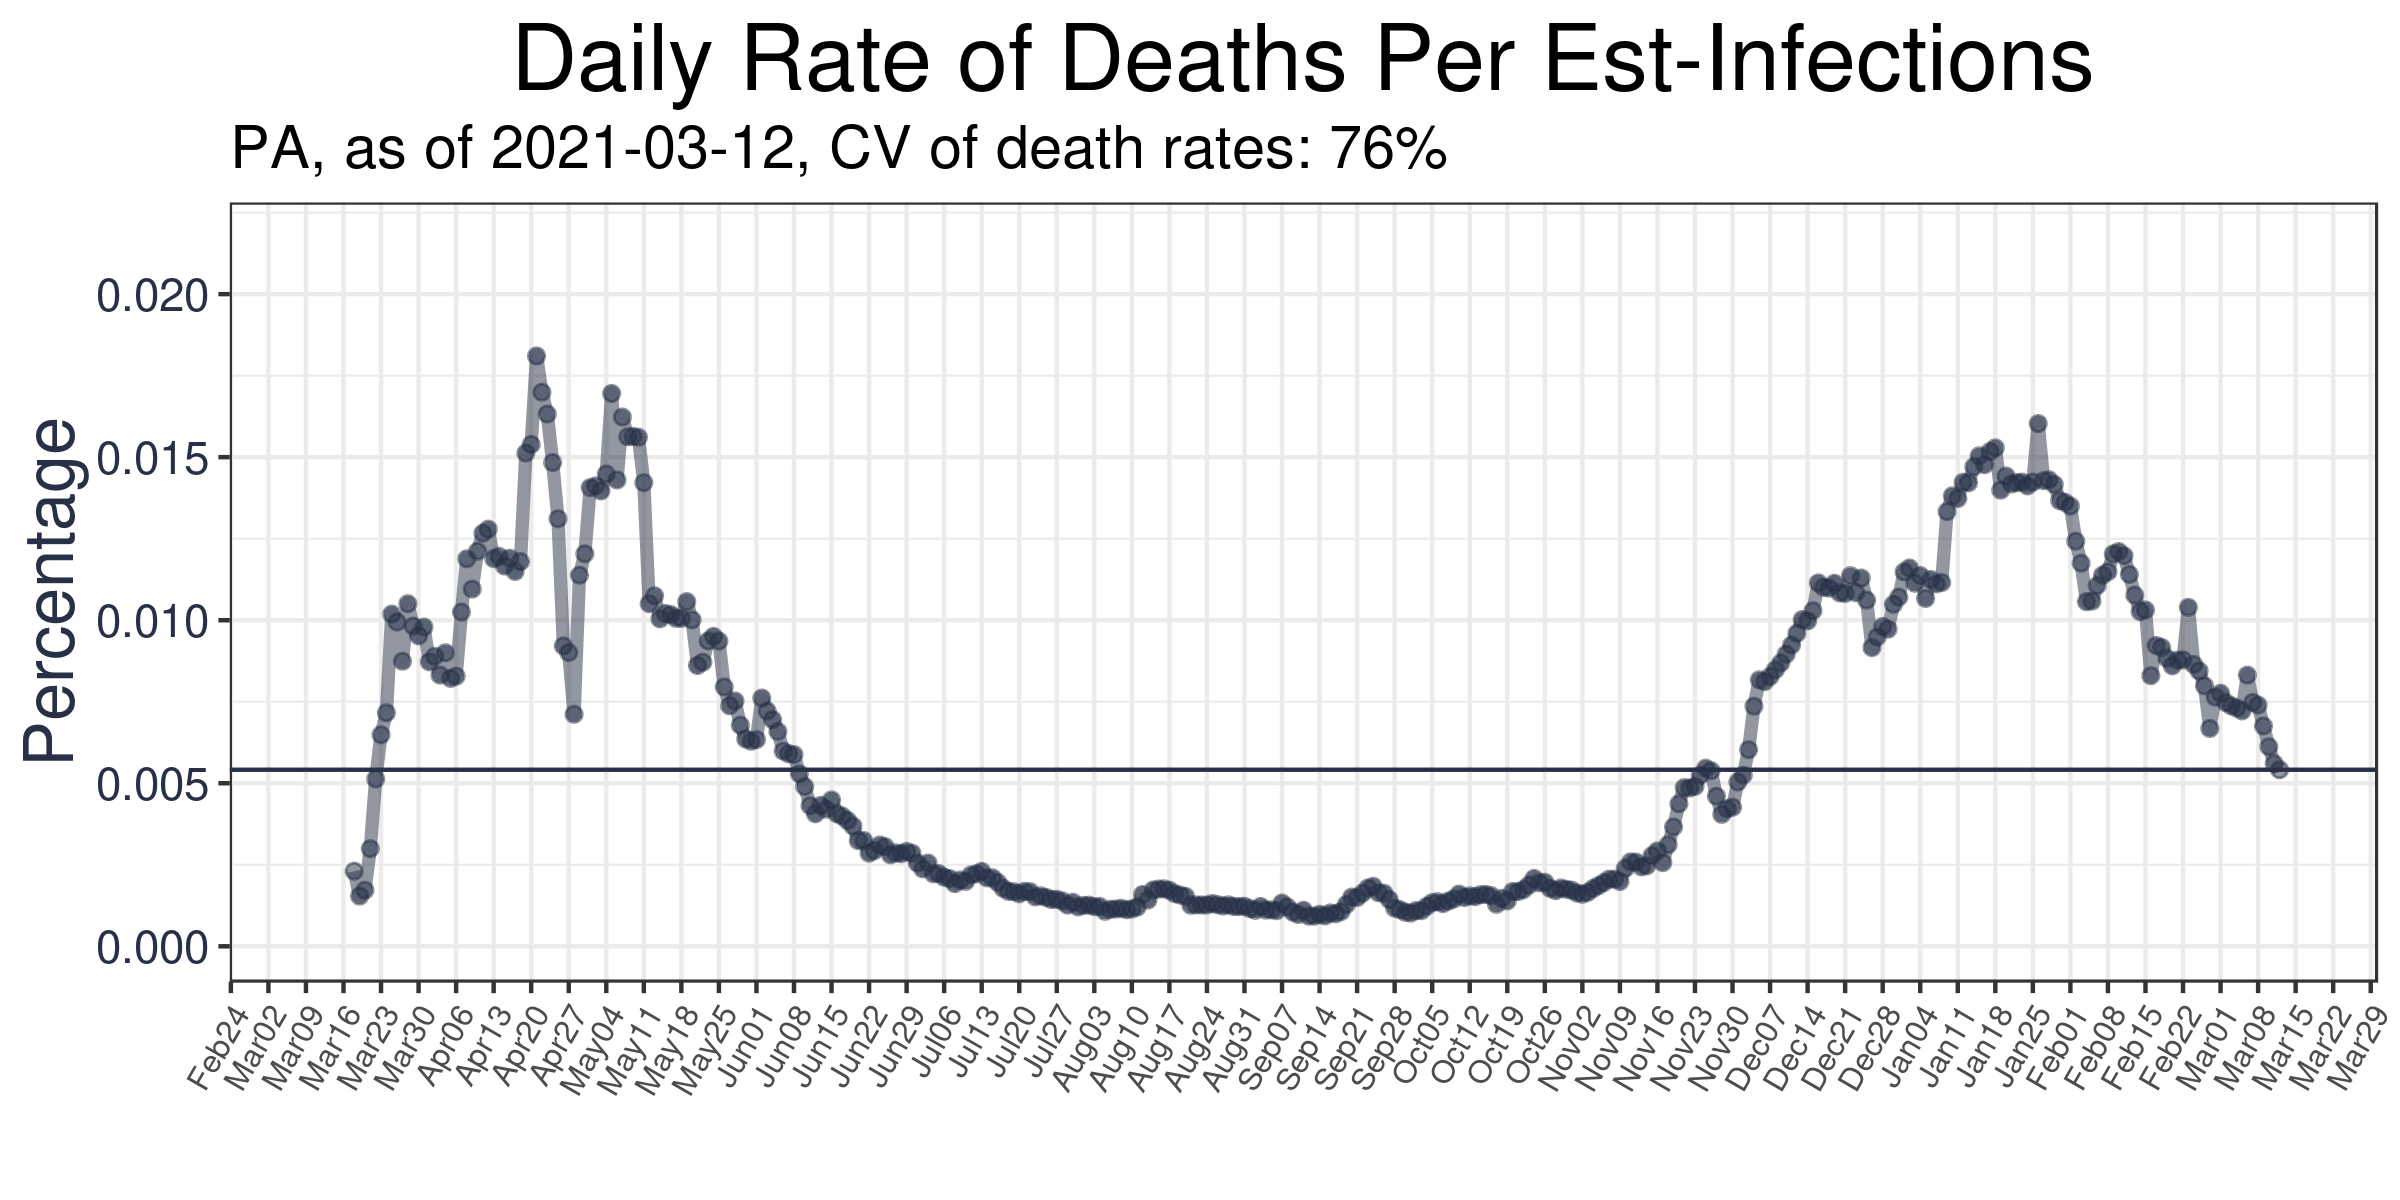 Daily Rate of Deaths Per Est-Infections
PA, as of 2021-03-12, CV of death rates: 76%
Percentage
0.020
0.015
0.010
0.005
0.000
Feb24
Mar02
Mar09
Mar16
Mar23
Mar30
Apr06
Apr13
Apr20
Apr27
May04
May11
May18
May25
Jun01
Jun08
Jun15
Jun22
Jun29
Jul06
Jul13
Jul20
Jul27
Aug03
Aug10
Aug17
Aug24
Aug31
Sep07
Sep14
Sep21
Sep28
Oct05
Oct12
Oct19
Oct26
Nov02
Nov09
Nov16
Nov23
Nov30
Dec07
Dec14
Dec21
Dec28
Jan04
Jan11
Jan18
Jan25
Feb01
Feb08
Feb15
Feb22
Mar01
Mar08
Mar15
Mar22
Mar29